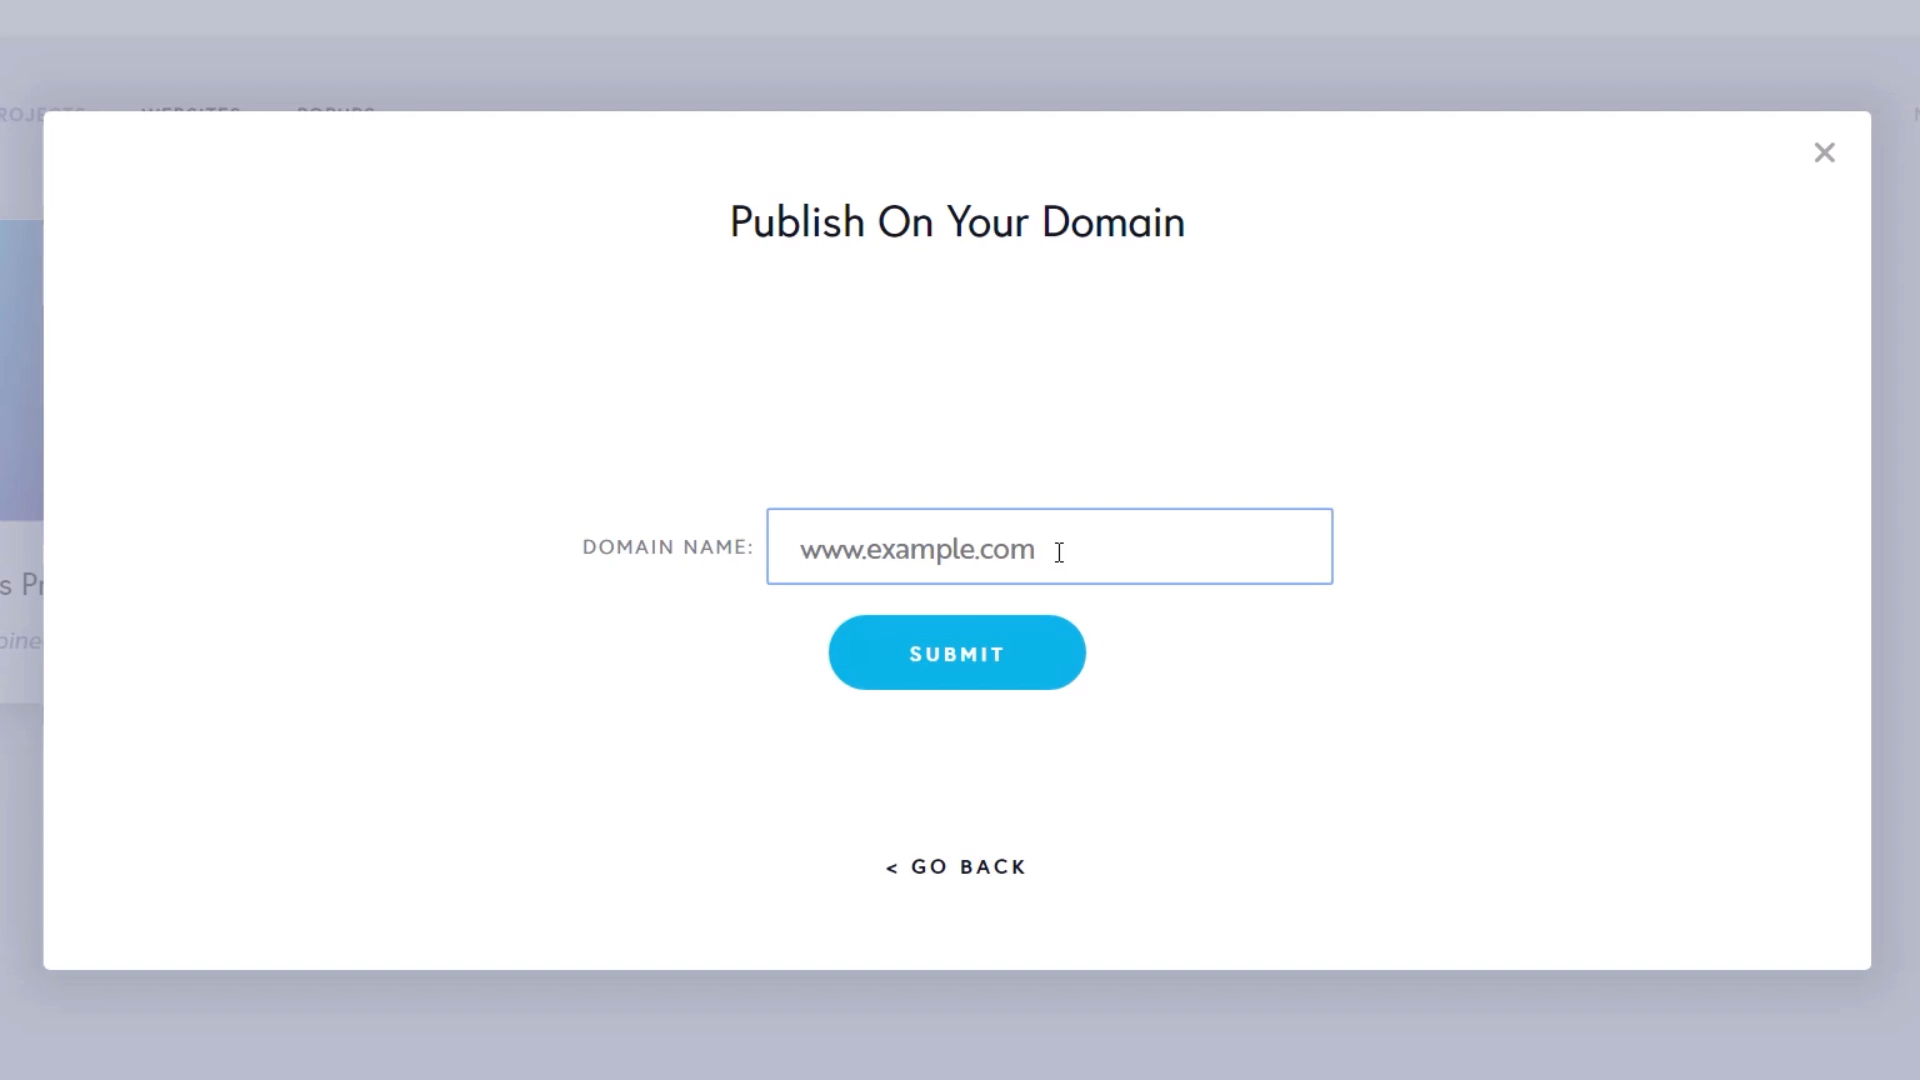 Publish On Your Domain
DOMAIN NAME:
www.example.com
SUBMIT
< GO BACK